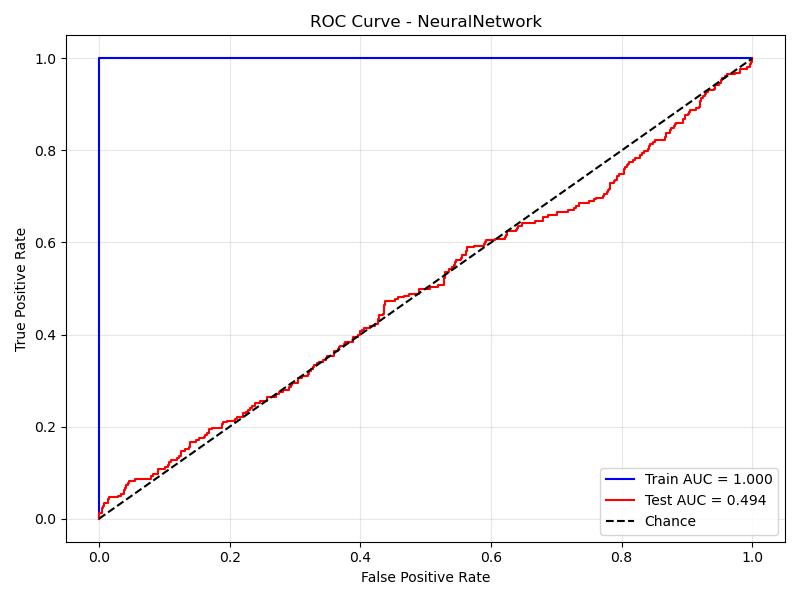 ROC Curve - NeuralNetwork
True Positive Rate
1.0
0.8
0.6
0.4
0.2
0.0
Train AUC = 1.000
Test AUC = 0.494
Chance
0.0 0.2 0.4 0.6 0.8 1.0
False Positive Rate